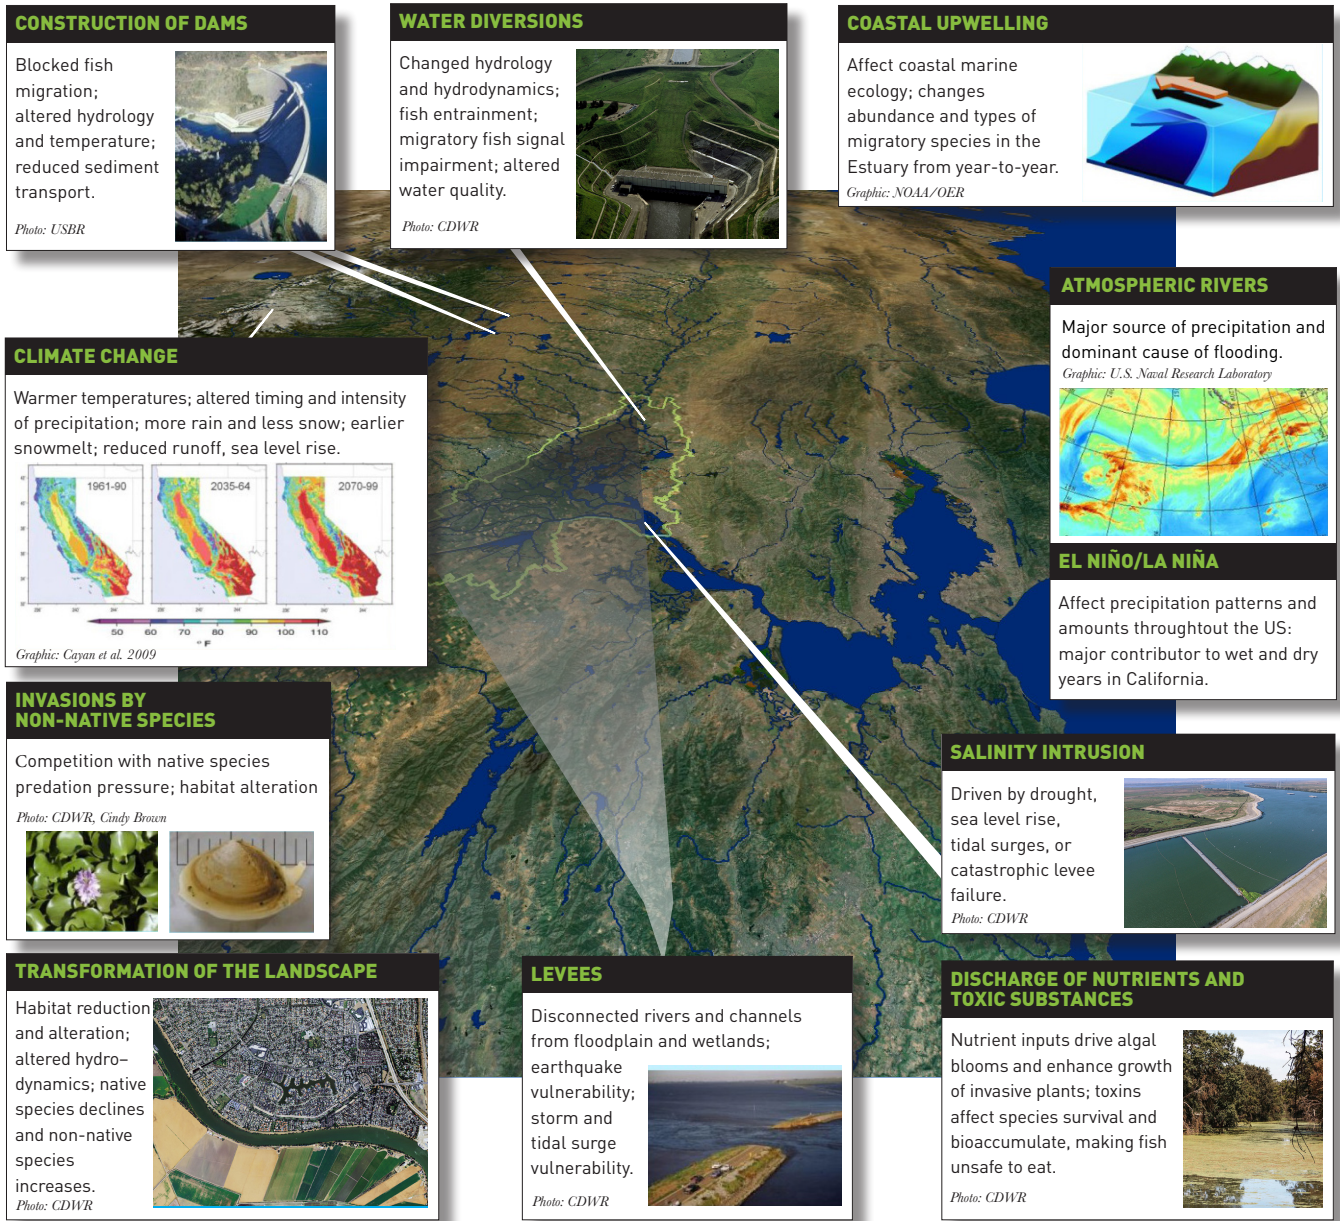 CONSTRUCTION OF DAMS
Blocked fish
migration;
altered hydrology
and temperature;
reduced sediment
transport.
Photo: USBR
WATER DIVERSIONS
Changed hydrology
and hydrodynamics;
fish entrainment;
migratory fish signal
impairment; altered
water quality.
Photo: CDWR
COASTAL UPWELLING
Affect coastal marine
ecology; changes
abundance and types of
migratory species in the
Estuary from year-to-year.
Graphic: NOAA/OER
ATMOSPHERIC RIVERS
Major source of precipitation and
dominant cause of flooding.
Graphic: U.S. Naval Research Laboratory
CLIMATE CHANGE
Warmer temperatures; altered timing and intensity
of precipitation; more rain and less snow; earlier
snowmelt; reduced runoff, sea level rise.
1961-90
2035-64
2070-99
50 60 70 80 90 100 110
° F
Graphic: Cayan et al. 2009
EL NIÑO/LA NIÑA
Affect precipitation patterns and
amounts throughtout the US:
major contributor to wet and dry
years in California.
INVASIONS BY
NON-NATIVE SPECIES
Competition with native species
predation pressure; habitat alteration
Photo: CDWR, Cindy Brown
SALINITY INTRUSION
Driven by drought,
sea level rise,
tidal surges, or
catastrophic levee
failure.
Photo: CDWR
TRANSFORMATION OF THE LANDSCAPE
Habitat reduction
and alteration;
altered hydro–
dynamics; native
species declines
and non-native
species
increases.
Photo: CDWR
LEVEES
Disconnected rivers and channels
from floodplain and wetlands;
earthquake
vulnerability;
storm and
tidal surge
vulnerability.
Photo: CDWR
DISCHARGE OF NUTRIENTS AND
TOXIC SUBSTANCES
Nutrient inputs drive algal
blooms and enhance growth
of invasive plants; toxins
affect species survival and
bioaccumulate, making fish
unsafe to eat.
Photo: CDWR